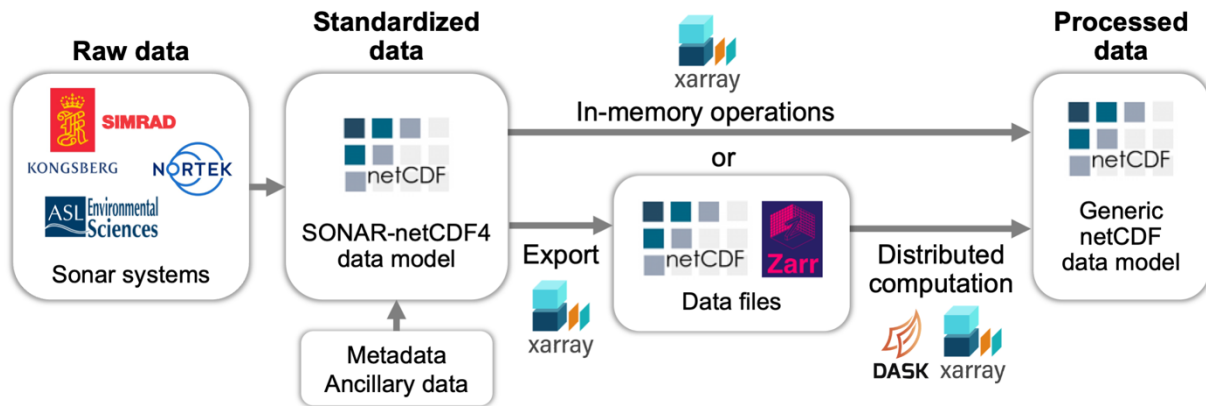 Raw data
SIMRAD
KONGSBERG
NORTEK
ASL Environmental
Sciences
Sonar systems
Standardized
data
netCDF
SONAR-netCDF4
data model
Metadata
Ancillary data
xarray
In-memory operations
or
Export
xarray
netCDF
Zarr
Data files
Distributed
computation
DASK
xarray
Processed
data
netCDF
Generic
netCDF
data model